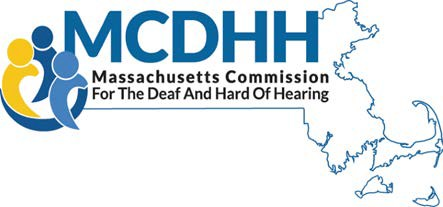 MCDHH
Massachusetts Commission
For The Deaf And Hard Of Hearing